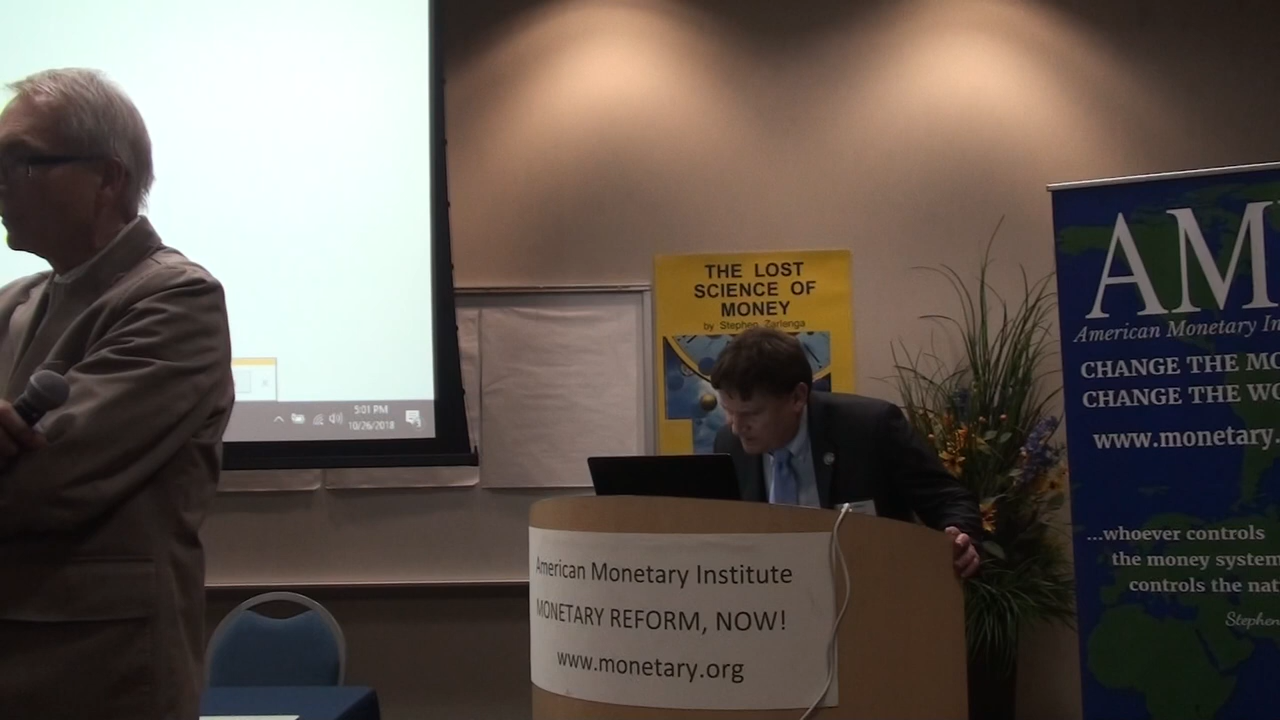 5:01 PM
10/26/2018
THE LOST
SCIENCE OF
MONEY
by Stephen Zarlenga
American Monetary Institute
MONETARY REFORM, NOW!
www.monetary.org
AM
American Monetary In
CHANGE THE MO
CHANGE THE WO
www.monetary.
...whoever controls
the money system
controls the nat
Stephen